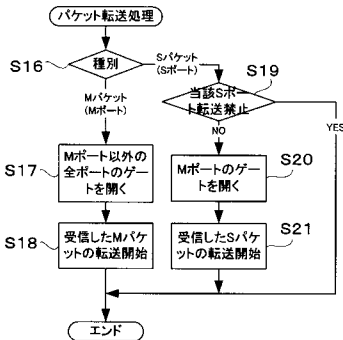 パケット転送処理
S16
種別
Sパケット
(Sポート)
S19
Mパケット
(Mポート)
当該Sポー
ト転送禁止
YES
NO
S17
Mポート以外の
全ポートのゲー
トを開く
S20
Mポートのゲート
を開く
S18
受信したMパケ
ットの転送開始
S21
受信したSパケッ
トの転送開始
エンド